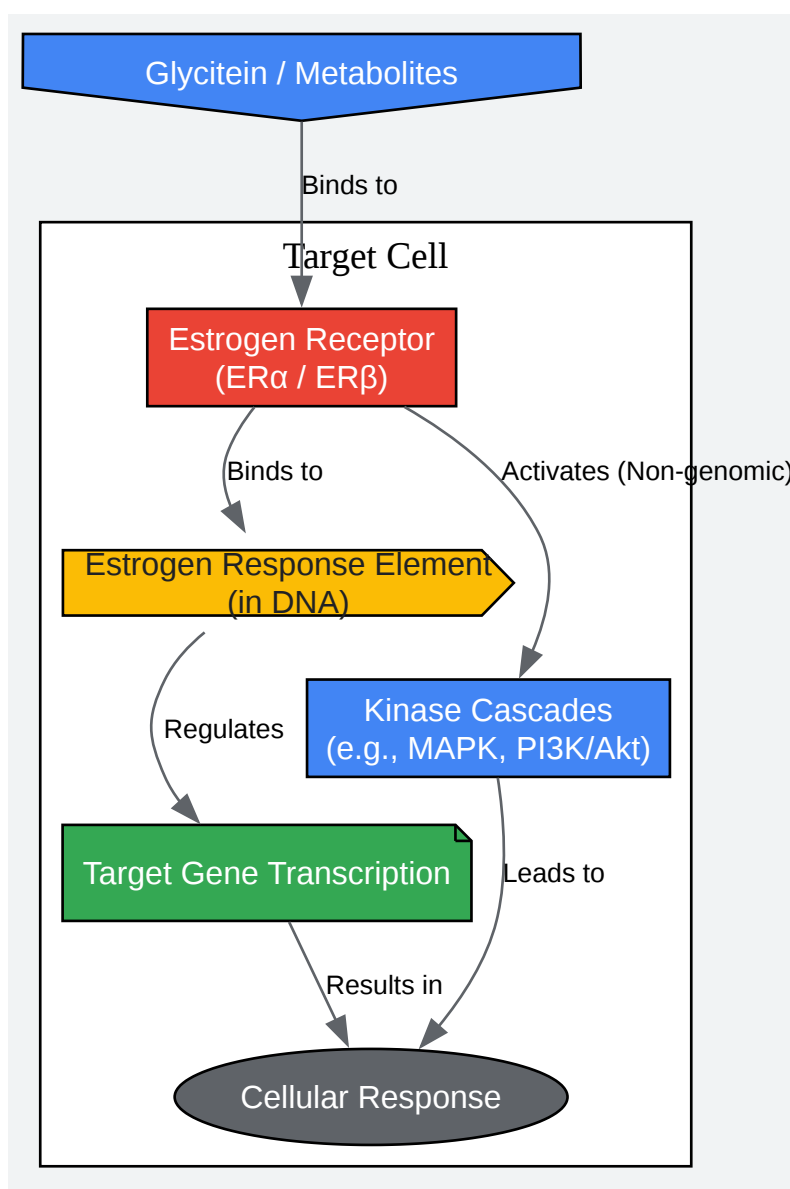 Glycitein / Metabolites
Binds to
Target Cell
Estrogen Receptor
(ERα / ERβ)
Binds to
Activates (Non-genomic)
Estrogen Response Element
(in DNA)
Kinase Cascades
(e.g., MAPK, PI3K/Akt)
Regulates
Target Gene Transcription
Leads to
Results in
Cellular Response